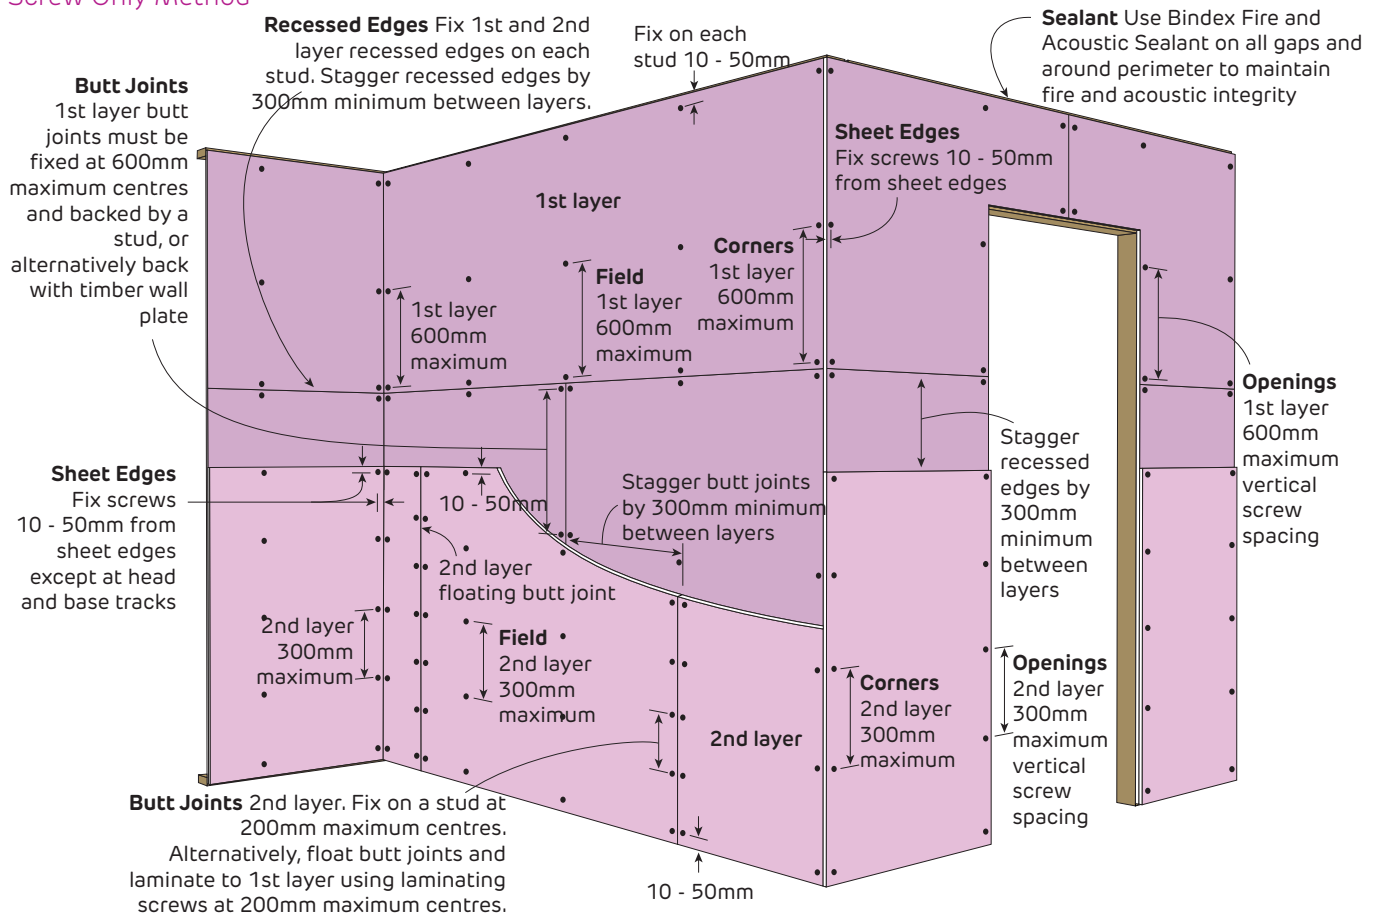 Screw Only Method
Recessed Edges Fix 1st and 2nd
layer recessed edges on each
stud. Stagger recessed edges by
300mm minimum between layers.
Fix on each
stud 10 - 50mm
Sealant Use Bindex Fire and
Acoustic Sealant on all gaps and
around perimeter to maintain
fire and acoustic integrity
Butt Joints
1st layer butt
joints must be
fixed at 600mm
maximum centres
and backed by a
stud, or
alternatively back
with timber wall
plate
Sheet Edges
Fix screws 10 - 50mm
from sheet edges
1st layer
Corners
1st layer
600mm
maximum
Field
1st layer
600mm
maximum
1st layer
600mm
maximum
Openings
1st layer
600mm
maximum
vertical
screw
spacing
Stagger
recessed
edges by
300mm
minimum
between
layers
Sheet Edges
Fix screws
10 - 50mm from
sheet edges
except at head
and base tracks
10 - 50mm
Stagger butt joints
by 300mm minimum
between layers
2nd layer
floating butt joint
2nd layer
300mm
maximum
Field
2nd layer
300mm
maximum
2nd layer
Corners
2nd layer
300mm
maximum
Openings
2nd layer
300mm
maximum
vertical
screw
spacing
Butt Joints 2nd layer. Fix on a stud at
200mm maximum centres.
Alternatively, float butt joints and
laminate to 1st layer using laminating
screws at 200mm maximum centres.
10 - 50mm